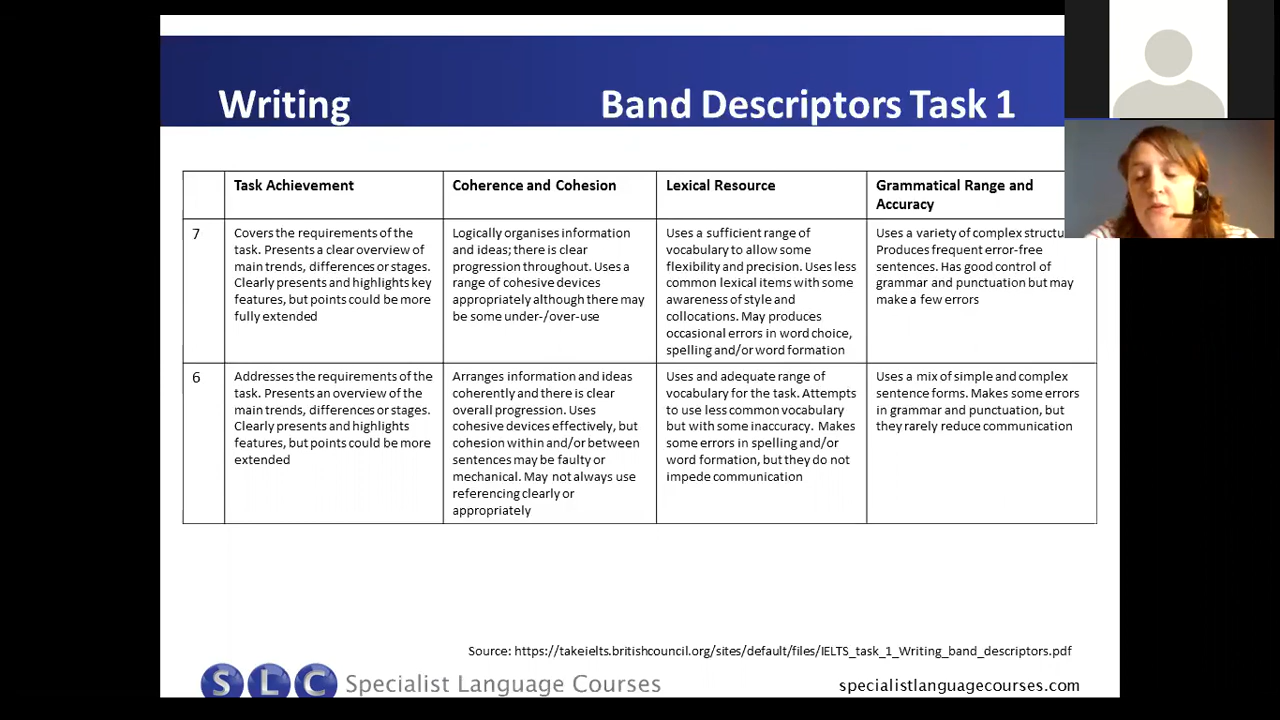 Writing
Band Descriptors Task 1
Task Achievement
Coherence and Cohesion
Lexical Resource
Grammatical Range and
Accuracy
7
Covers the requirements of the
task. Presents a clear overview of
main trends, differences or stages.
Clearly presents and highlights key
features, but points could be more
fully extended
Logically organises information
and ideas; there is clear
progression throughout. Uses a
range of cohesive devices
appropriately although there may
be some under-/over-use
Uses a sufficient range of
vocabulary to allow some
flexibility and precision. Uses less
common lexical items with some
awareness of style and
collocations. May produces
occasional errors in word choice,
spelling and/or word formation
Uses a variety of complex
Produces frequent error-free
sentences. Has good control of
grammar and punctuation but may
make a few errors
6
Addresses the requirements of the
task. Presents an overview of the
main trends, differences or stages.
Clearly presents and highlights
features, but points could be more
extended
Arranges information and ideas
coherently and there is clear
overall progression. Uses
cohesive devices effectively, but
cohesion within and/or between
sentences may be faulty or
mechanical. May not always use
referencing clearly or
appropriately
Uses and adequate range of
vocabulary for the task. Attempts
to use less common vocabulary
but with some inaccuracy. Makes
some errors in spelling and/or
word formation, but they do not
impede communication
Uses a mix of simple and complex
sentence forms. Makes some errors
in grammar and punctuation, but
they rarely reduce communication
Source: https://takeielts.britishcouncil.org/sites/default/files/IELTS_task_1_Writing_band_descriptors.pdf
SLC Specialist Language Courses
specialistlanguagecourses.com